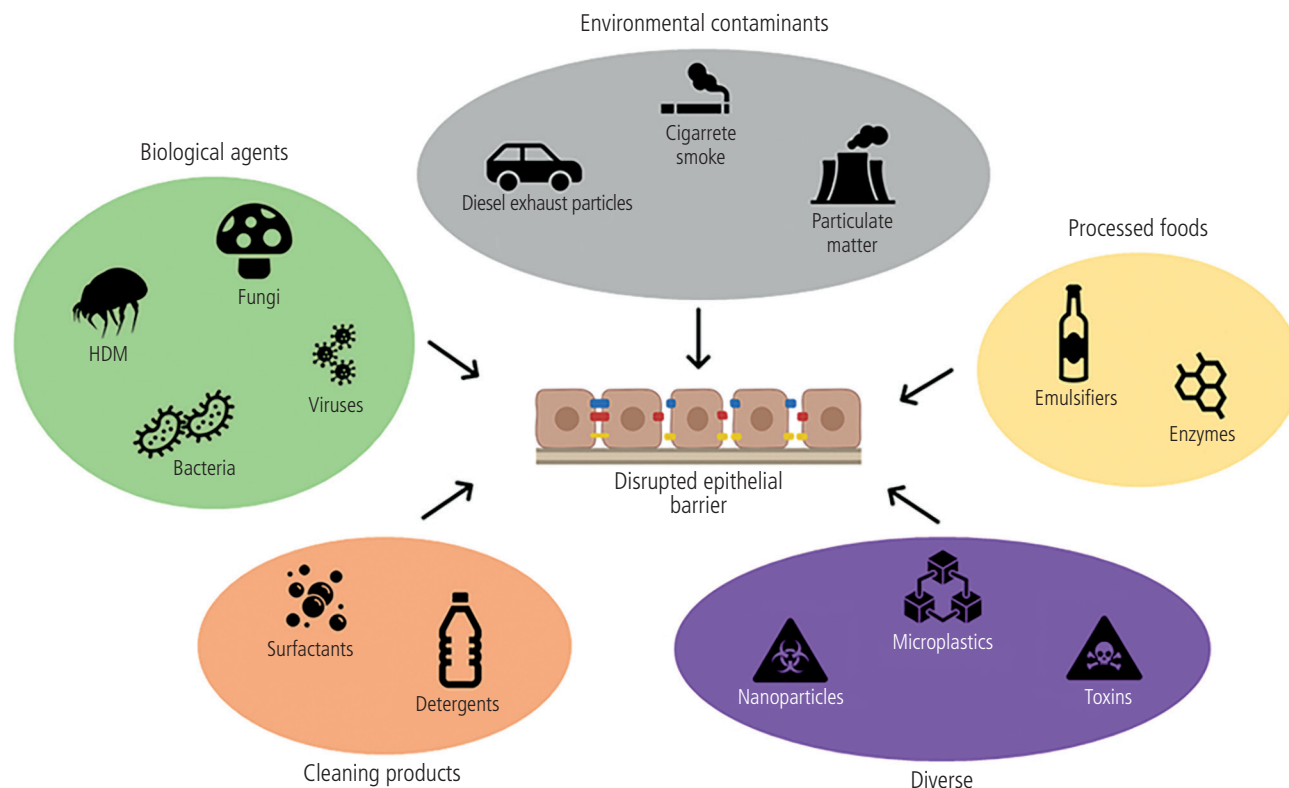 Environmental contaminants
Cigarrete
smoke
Diesel exhaust particles
Particulate
matter
Biological agents
Fungi
HDM
Viruses
Bacteria
Processed foods
Emulsifiers
Enzymes
Disrupted epithelial
barrier
Surfactants
Detergents
Cleaning products
Microplastics
Nanoparticles
Toxins
Diverse